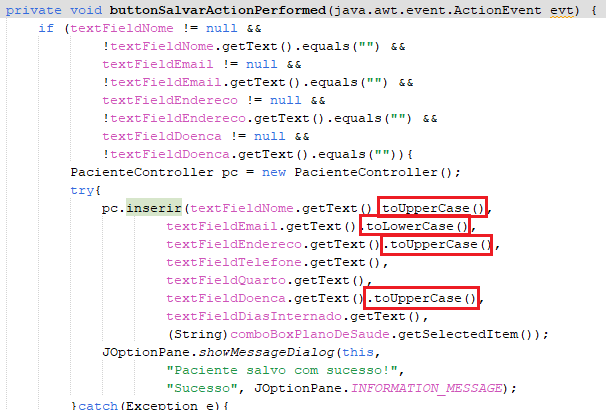 private void buttonSalvarActionPerformed(java.awt.event.ActionEvent evt) {
if (textFieldNome != null &&
!textFieldNome.getText().equals("") &&
textFieldEmail != null &&
!textFieldEmail.getText().equals("") &&
textFieldEndereco != null &&
!textFieldEndereco.getText().equals("") &&
textFieldDoenca != null &&
!textFieldDoenca.getText().equals("")){
PacienteController pc = new PacienteController();
try{
pc.inserir(textFieldNome.getText().toUpperCase(),
textFieldEmail.getText().toLowerCase(),
textFieldEndereco.getText().toUpperCase(),
textFieldTelefone.getText(),
textFieldQuarto.getText(),
textFieldDoenca.getText().toUpperCase(),
textFieldDiasInternado.getText(),
(String)comboBoxPlanoDeSaude.getSelectedItem());
JOptionPane.showMessageDialog(this,
"Paciente salvo com sucesso!",
"Sucesso", JOptionPane.INFORMATION_MESSAGE);
}catch(Exception e){